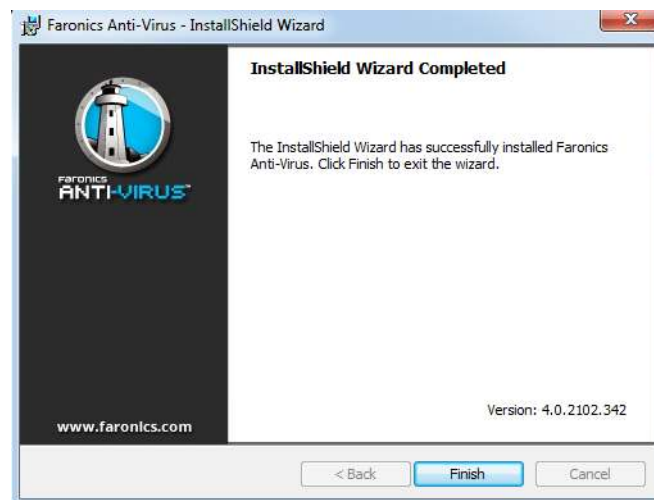 Faronics Anti-Virus - InstallShield Wizard
InstallShield Wizard Completed
The InstallShield Wizard has successfully installed Faronics
Anti-Virus. Click Finish to exit the wizard.
FARONICS
ANTI-VIRUS™
Version: 4.0.2102.342
www.faronics.com
< Back
Finish
Cancel